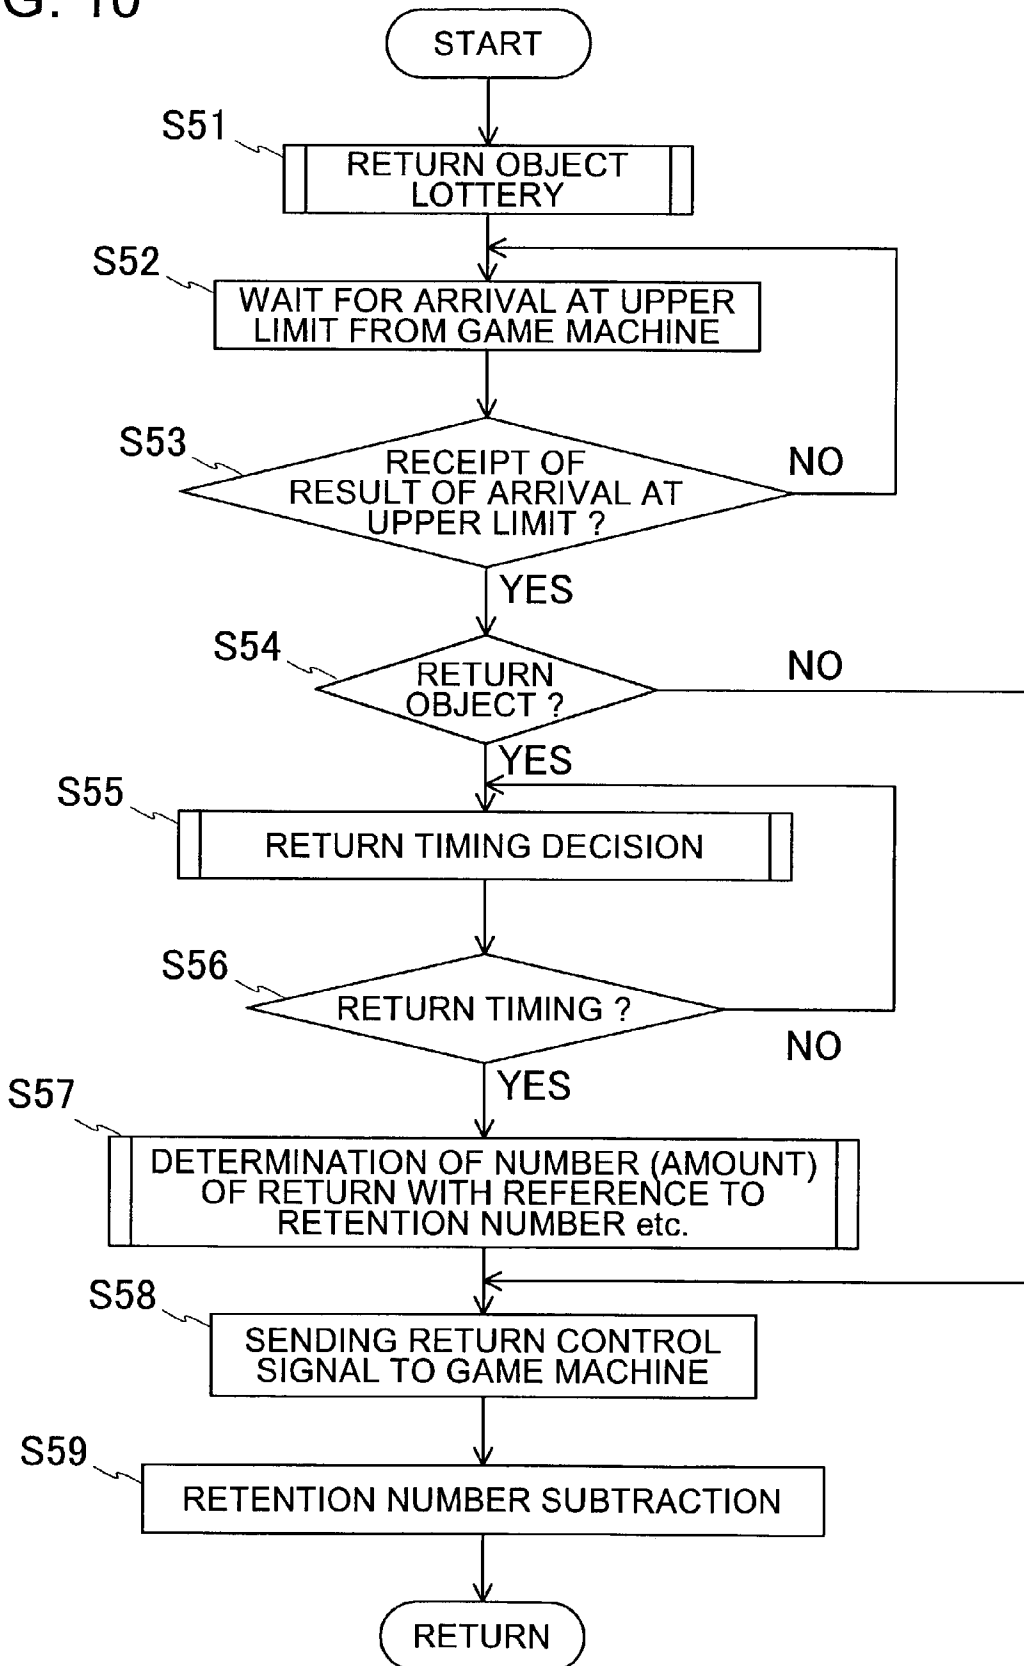 G. 10
START
S51
RETURN OBJECT
LOTTERY
S52
WAIT FOR ARRIVAL AT UPPER
LIMIT FROM GAME MACHINE
S53
RECEIPT OF
RESULT OF ARRIVAL AT
UPPER LIMIT ?
NO
YES
S54
RETURN
OBJECT ?
NO
YES
S55
RETURN TIMING DECISION
S56
RETURN TIMING ?
NO
YES
S57
DETERMINATION OF NUMBER (AMOUNT)
OF RETURN WITH REFERENCE TO
RETENTION NUMBER etc.
S58
SENDING RETURN CONTROL
SIGNAL TO GAME MACHINE
S59
RETENTION NUMBER SUBTRACTION
RETURN